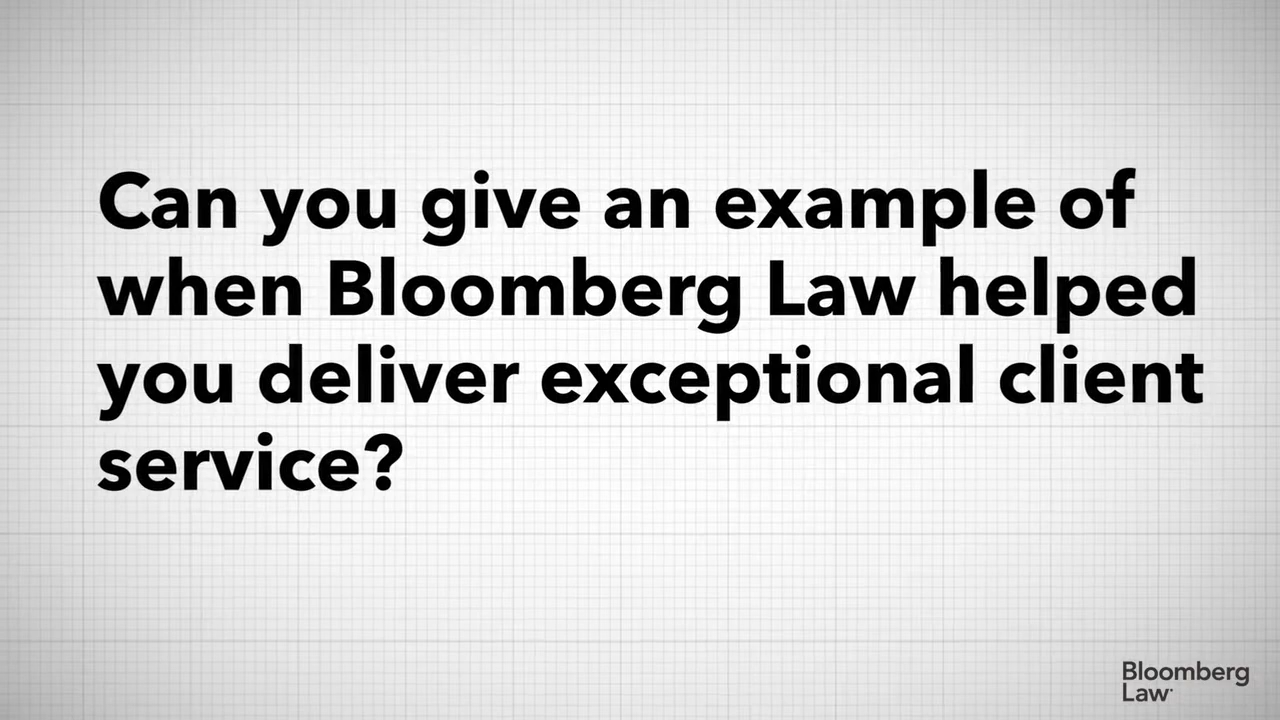 Can you give an example of
when Bloomberg Law helped
you deliver exceptional client
service?
Bloomberg
Law